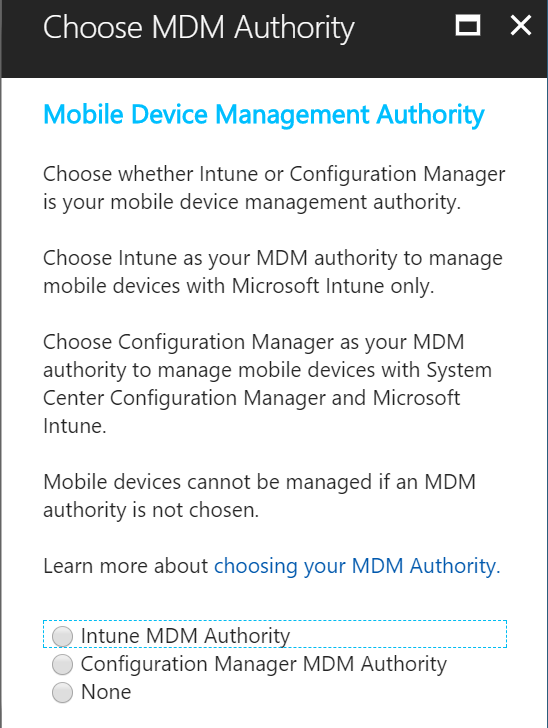 Choose MDM Authority
Mobile Device Management Authority
Choose whether Intune or Configuration Manager
is your mobile device management authority.
Choose Intune as your MDM authority to manage
mobile devices with Microsoft Intune only.
Choose Configuration Manager as your MDM
authority to manage mobile devices with System
Center Configuration Manager and Microsoft
Intune.
Mobile devices cannot be managed if an MDM
authority is not chosen.
Learn more about choosing your MDM Authority.
Intune MDM Authority
Configuration Manager MDM Authority
None